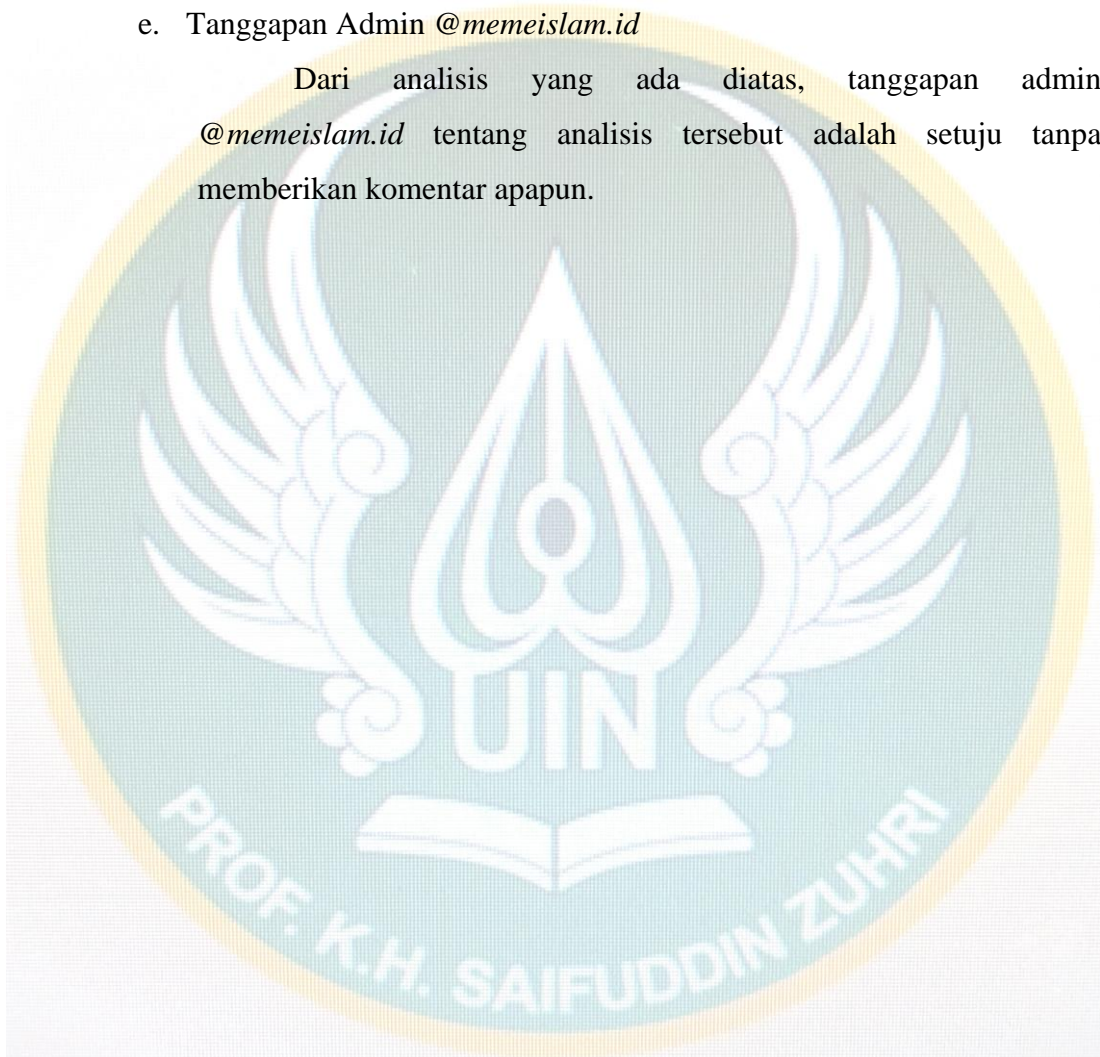 e. Tanggapan Admin @memeislam.id
Dari analisis yang ada diatas, tanggapan admin
@memeislam.id tentang analisis tersebut adalah setuju tanpa
memberikan komentar apapun.
UIN
PROF. K.H. SAIFUDDIN ZUHRI